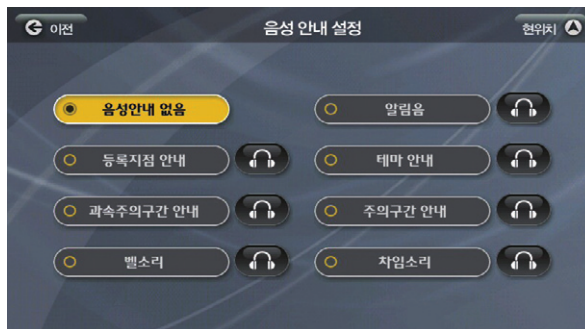 이전
음성 안내 설정
현위치
음성안내 없음
알림음
등록지점 안내
테마 안내
과속주의구간 안내
주의구간 안내
벨소리
차임소리